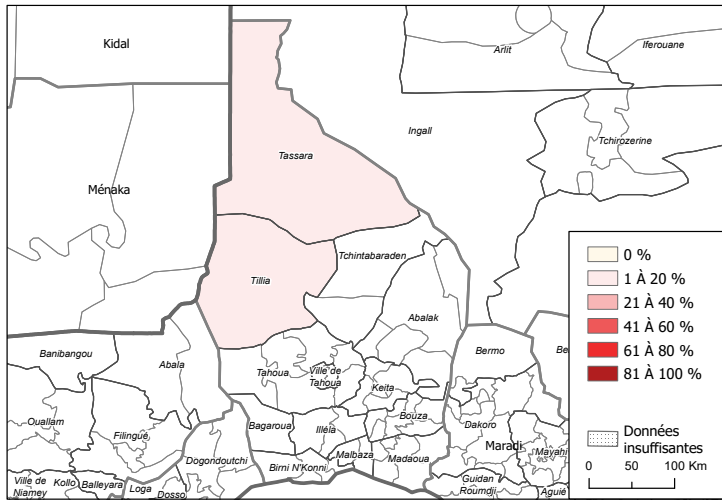 Kidal
Arlit
Iferouane
Ingall
Tassara
Tchirozerine
Ménaka
Tillia
Tchintabaraden
Abalak
Banibangou
Abala
Bermo
Be
Tahoua
Ville de
Tahoua
Keita
Ouallam
Filingué
Bagaroua
Illéla
Bouza
Dakoro
Maradi
Mayahi
Dogondoutchi
Birni N'Konni
Malbaza
Madaoua
Ville de
Niamey
Kollo
Balleyara
Loga
Dosso
Guidan
Roumdji
Aguié
0 %
1 À 20 %
21 À 40 %
41 À 60 %
61 À 80 %
81 À 100 %
Données
insuffisantes
0 50 100 Km